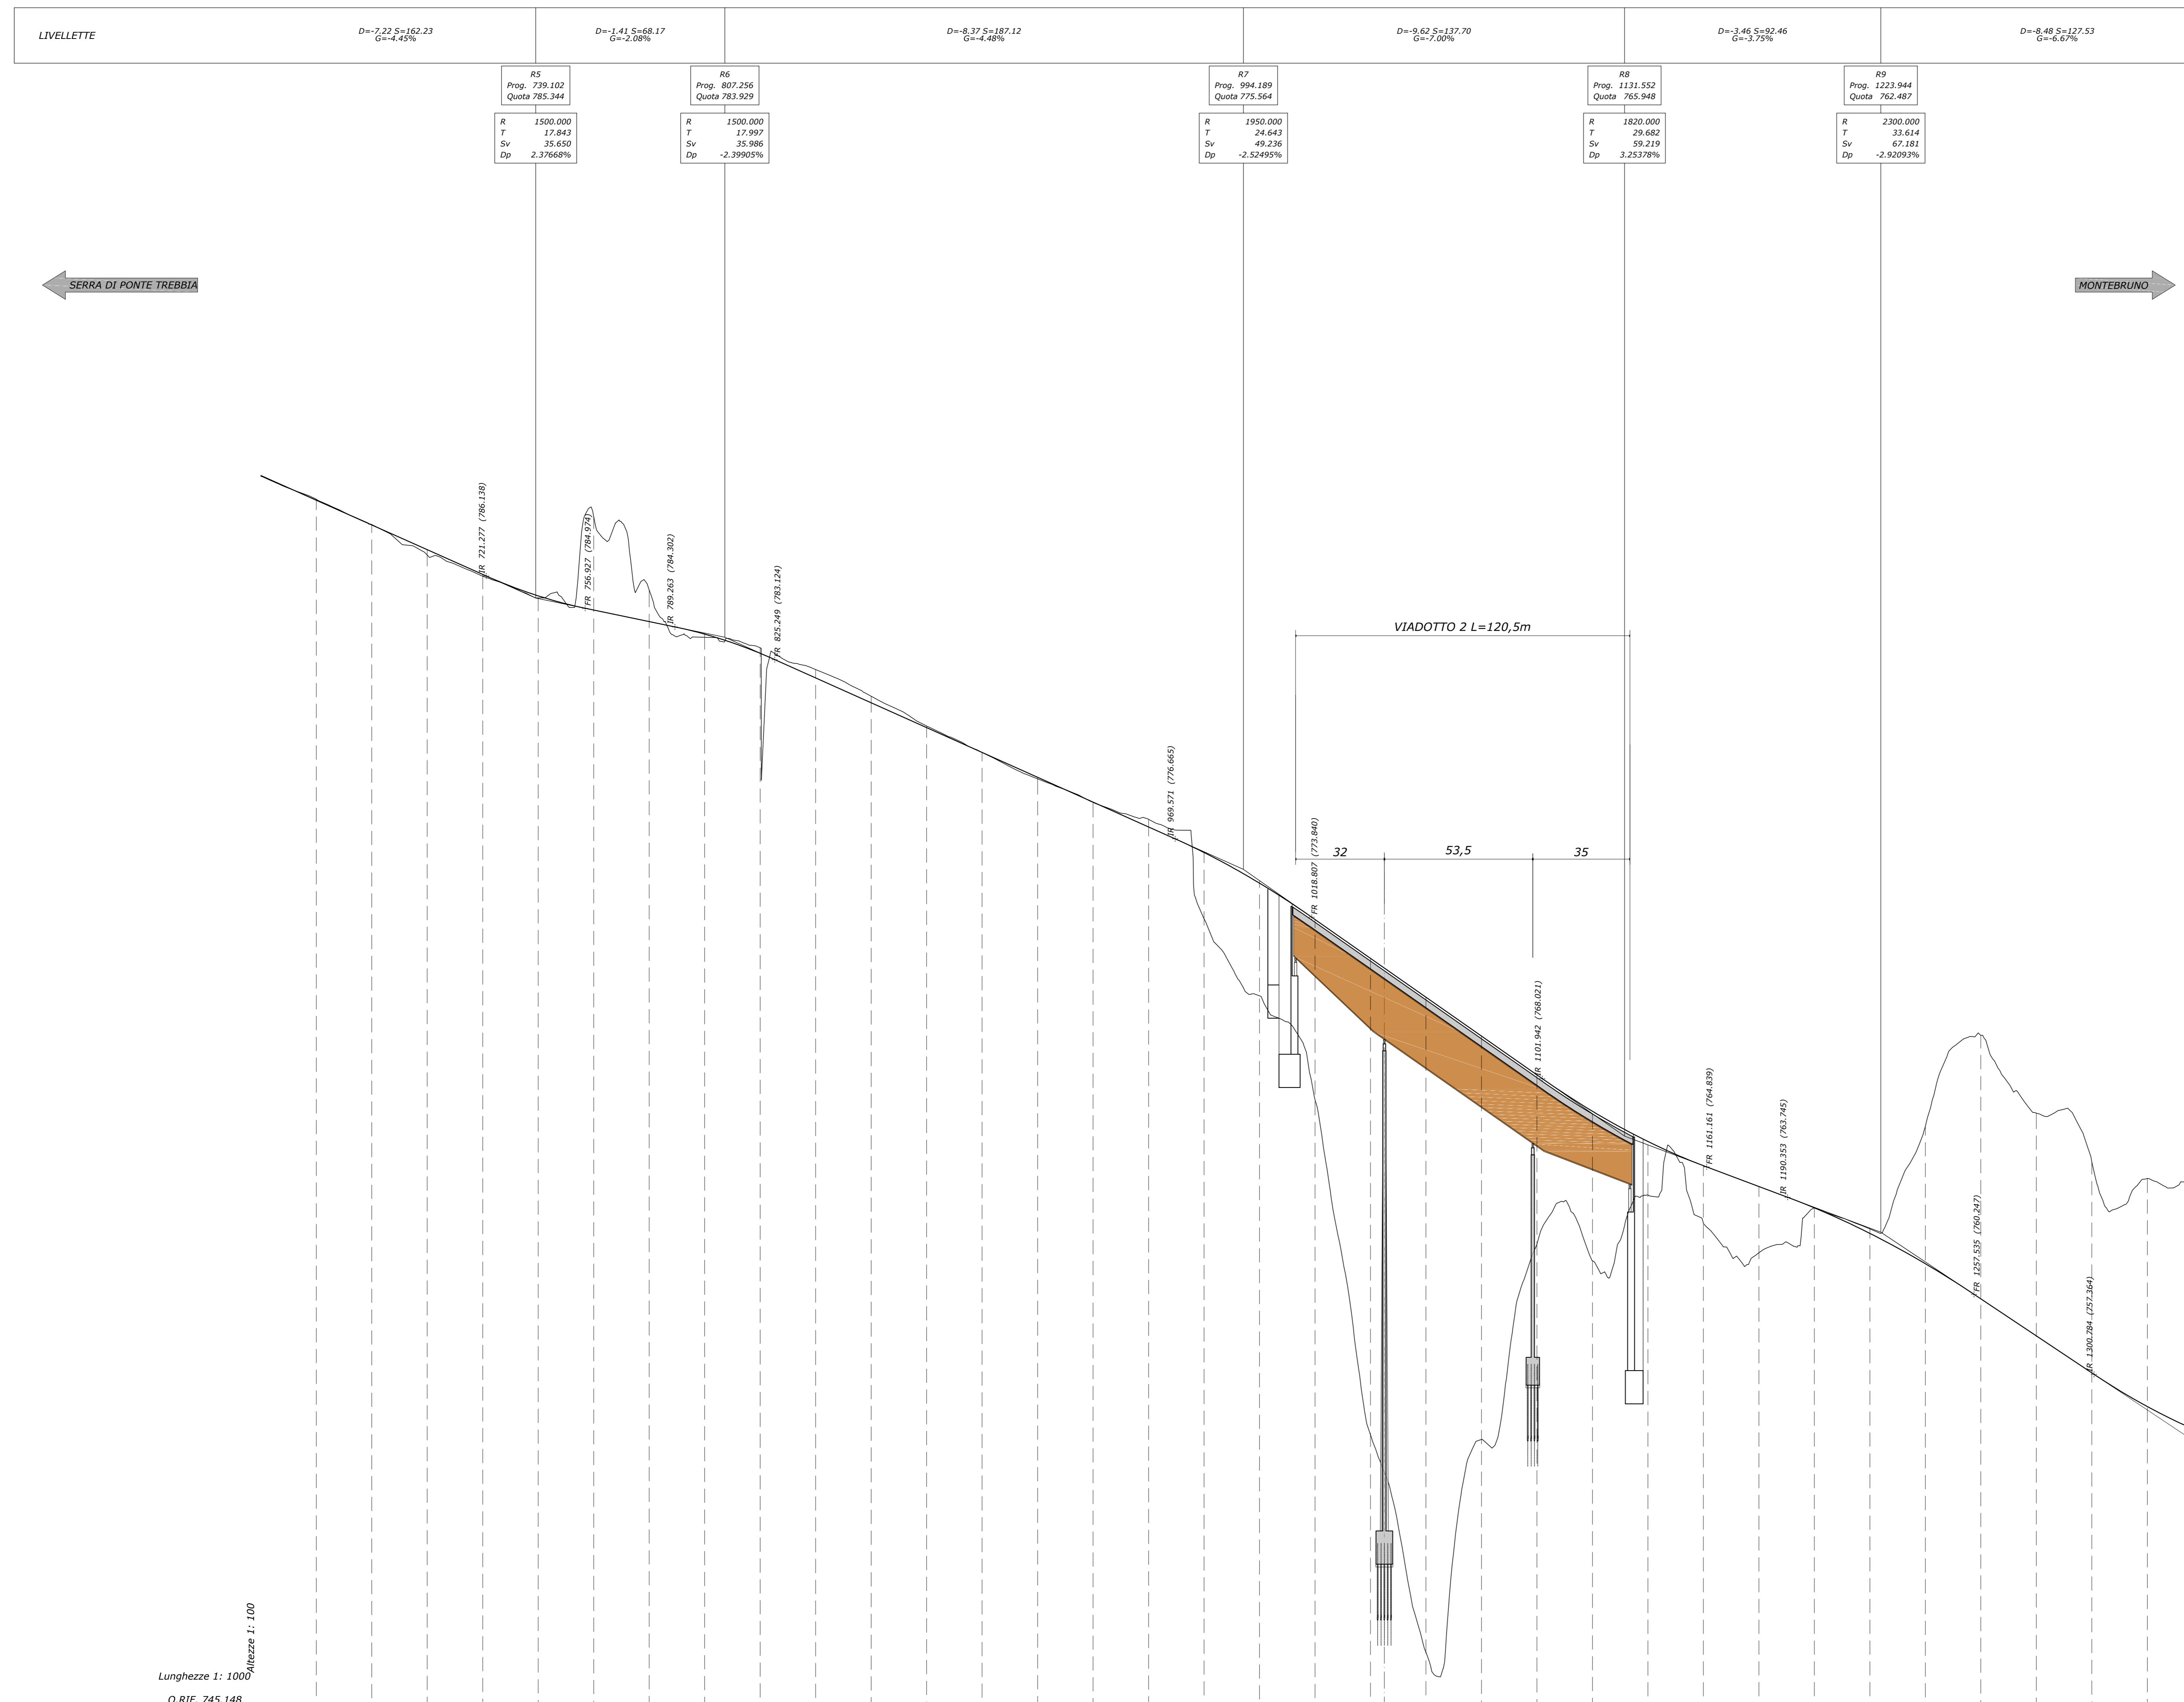 LIVELLETTE
D=-7.22 S=162.23
G=-4.45%
D=-1.41 S=68.17
G=-2.08%
D=-8.37 S=187.12
G=-4.48%
D=-9.62 S=137.70
G=-7.00%
D=-3.46 S=92.46
G=-3.75%
D=-8.48 S=127.53
G=-6.67%
R5
Prog. 739.102
Quota 785.344
R 1500.000
T 17.843
Sv 35.650
Dp 2.37668%
R6
Prog. 807.256
Quota 783.929
R 1500.000
T 17.997
Sv 35.986
Dp -2.39905%
R7
Prog. 994.189
Quota 775.564
R 1950.000
T 24.643
Sv 49.236
Dp -2.52495%
R8
Prog. 1131.552
Quota 765.948
R 1820.000
T 29.682
Sv 59.219
Dp 3.25378%
R9
Prog. 1223.944
Quota 762.487
R 2300.000
T 33.614
Sv 67.181
Dp -2.92093%
SERRA DI PONTE TREBBIA
MONTEBRUNO
IR 721.277 (786.138)
FR 756.927 (784.974)
IR 789.263 (784.302)
FR 825.249 (783.124)
VIADOTTO 2 L=120,5m
IR 969.571 (776.665)
32
53,5
35
FR 1018.807 (773.840)
IR 1101.942 (768.021)
FR 1161.161 (764.839)
IR 1190.353 (763.745)
FR 1257.535 (760.247)
IR 1300.784 (757.364)
Altezze 1: 100
Lunghezze 1: 1000
Q.RIF. 745.148